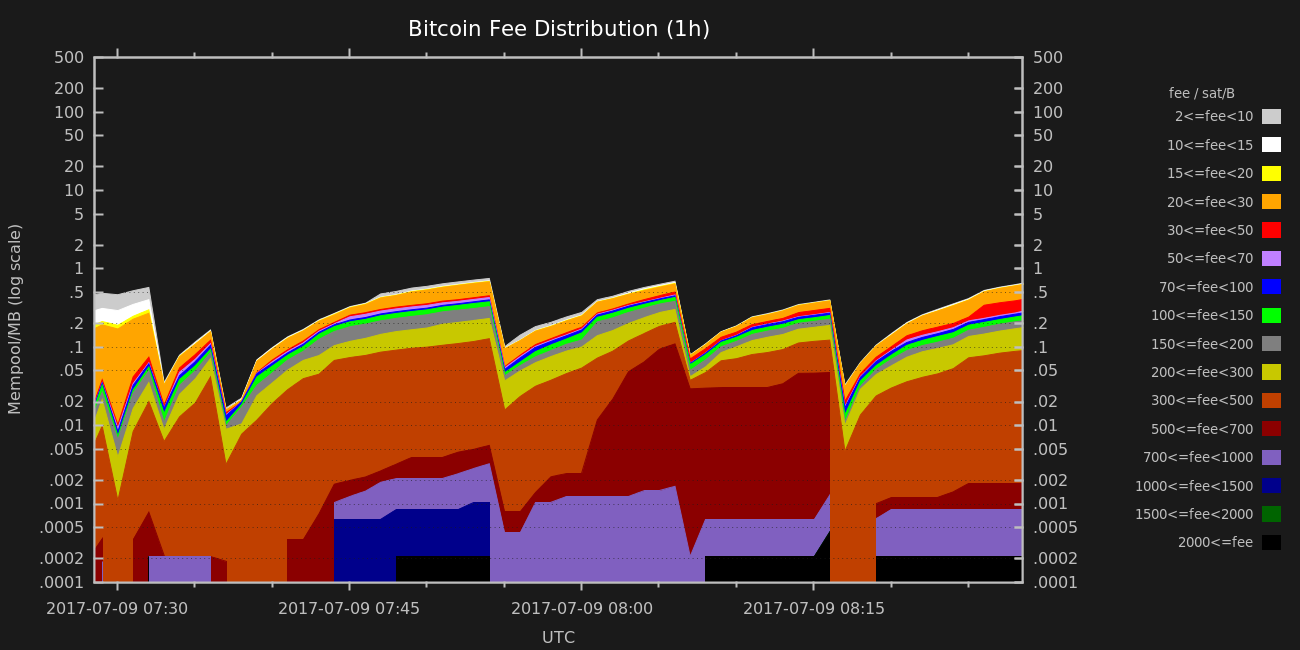 Bitcoin Fee Distribution (1h)
Mempool/MB (log scale)
500
200
100
50
20
10
5
2
1
.5
.2
.1
.05
.02
.01
.005
.002
.001
.0005
.0002
.0001
500
200
100
50
20
10
5
2
1
.5
.2
.1
.05
.02
.01
.005
.002
.001
.0005
.0002
.0001
fee / sat/B
2<=fee<10
10<=fee<15
15<=fee<20
20<=fee<30
30<=fee<50
50<=fee<70
70<=fee<100
100<=fee<150
150<=fee<200
200<=fee<300
300<=fee<500
500<=fee<700
700<=fee<1000
1000<=fee<1500
1500<=fee<2000
2000<=fee
2017-07-09 07:30 2017-07-09 07:45 2017-07-09 08:00 2017-07-09 08:15
UTC